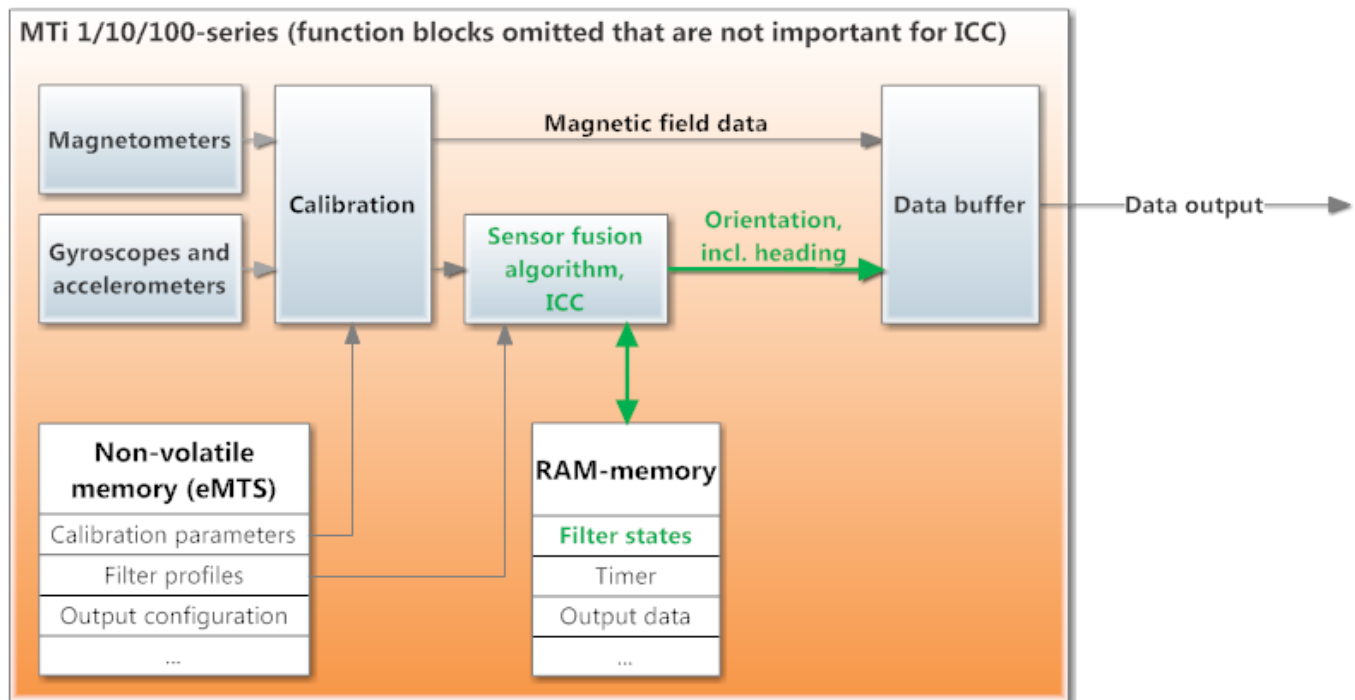 MTi 1/10/100-series (function blocks omitted that are not important for ICC)
Magnetometers
Gyroscopes and
accelerometers
Calibration
Magnetic field data
Sensor fusion
algorithm,
ICC
Orientation,
incl. heading
Data buffer
Data output
Non-volatile
memory (eMTS)
Calibration parameters
Filter profiles
Output configuration
...
RAM-memory
Filter states
Timer
Output data
...